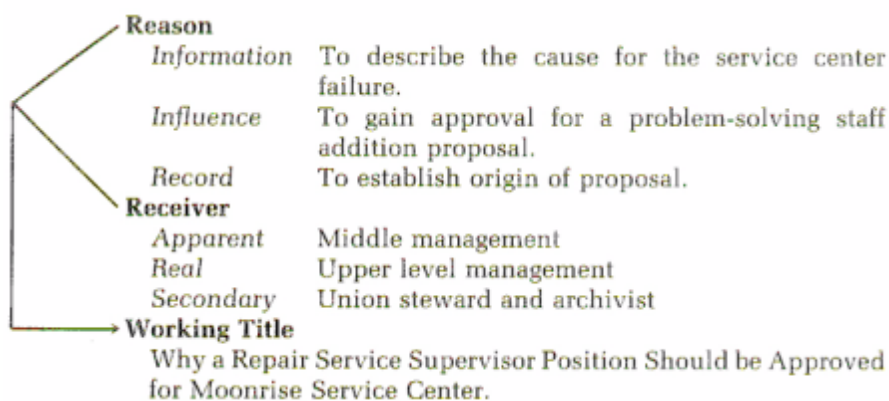 Reason
Information To describe the cause for the service center
failure.
Influence To gain approval for a problem-solving staff
addition proposal.
Record To establish origin of proposal.
Receiver
Apparent Middle management
Real Upper level management
Secondary Union steward and archivist
Working Title
Why a Repair Service Supervisor Position Should be Approved
for Moonrise Service Center.